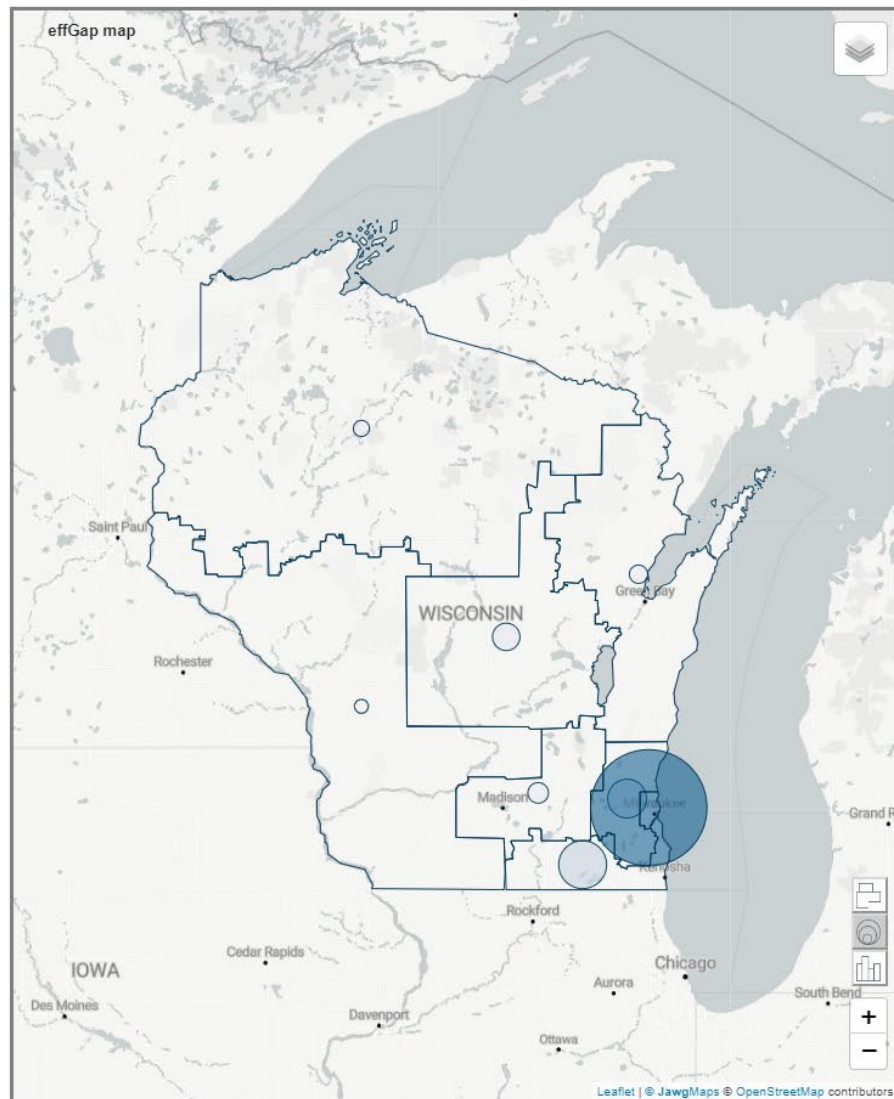 effGap map
Saint Paul
Green Bay
WISCONSIN
Rochester
Madison
Milwaukee
Grand R
Kenosha
Rockford
Cedar Rapids
IOWA
Chicago
Aurora
South Bend
Des Moines
Davenport
+
Ottawa
−
Leaflet | © JawgMaps © OpenStreetMap contributors